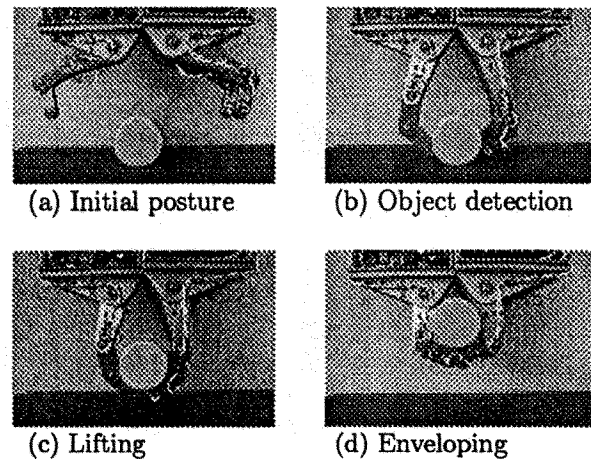 (a) Initial posture
(b) Object detection
(c) Lifting
(d) Enveloping